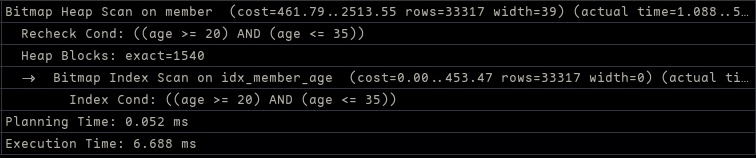 Bitmap Heap Scan on member (cost=461.79..2513.55 rows=33317 width=39) (actual time=1.088..5…
Recheck Cond: ((age >= 20) AND (age <= 35))
Heap Blocks: exact=1540
-> Bitmap Index Scan on idx_member_age (cost=0.00..453.47 rows=33317 width=0) (actual ti…
Index Cond: ((age >= 20) AND (age <= 35))
Planning Time: 0.052 ms
Execution Time: 6.688 ms